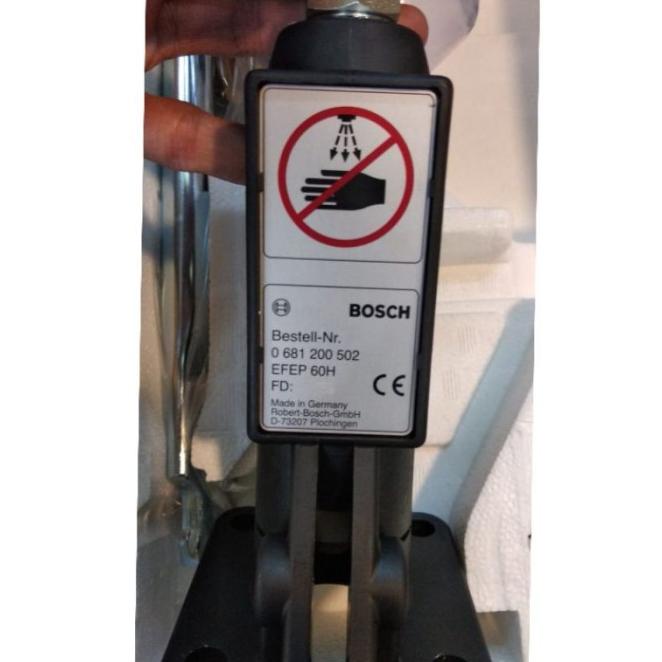 BOSCH
Bestell-Nr.
0 681 200 502
EFEP 60H
FD:
CE
Made in Germany
Robert-Bosch-GmbH
D-73207 Plochingen